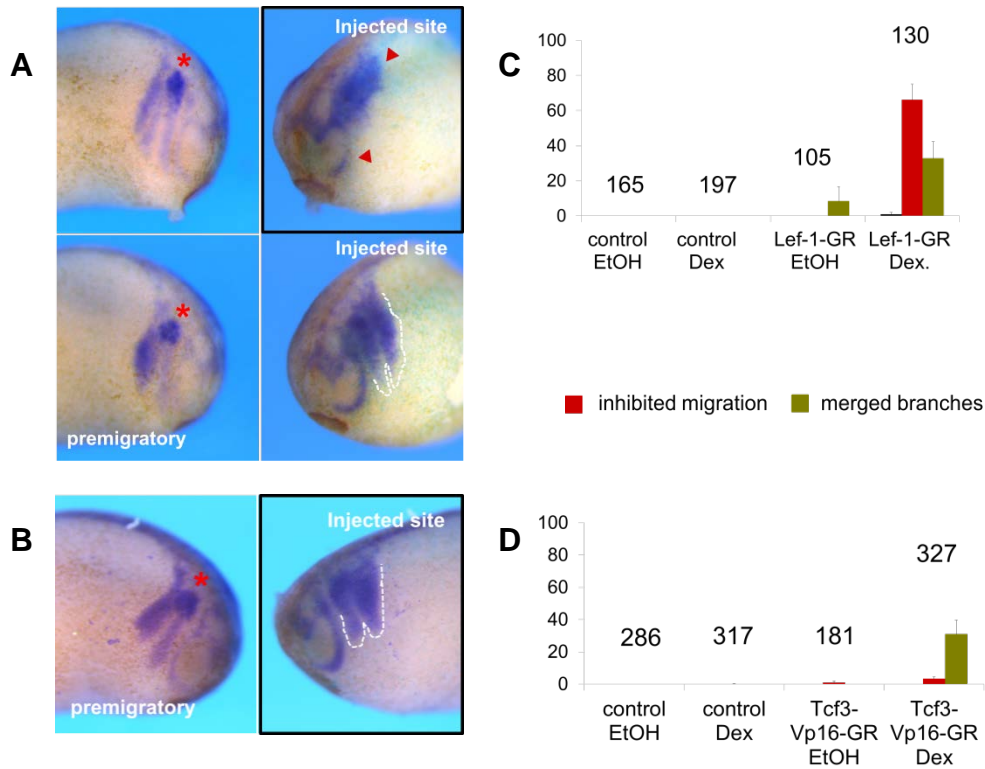 A
Injected site
*
Injected site
*
premigratory
B
Injected site
*
premigratory
C
100
80
60
40
20
0
165
197
105
130
control
EtOH
control
Dex
Lef-1-GR
EtOH
Lef-1-GR
Dex.
inhibited migration
merged branches
D
100
80
60
40
20
0
286
317
181
327
control
EtOH
control
Dex
Tcf3-
Vp16-GR
EtOH
Tcf3-
Vp16-GR
Dex